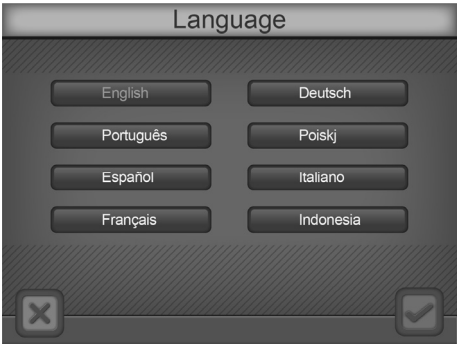 Language
English
Deutsch
Português
Poiskj
Español
Italiano
Français
Indonesia